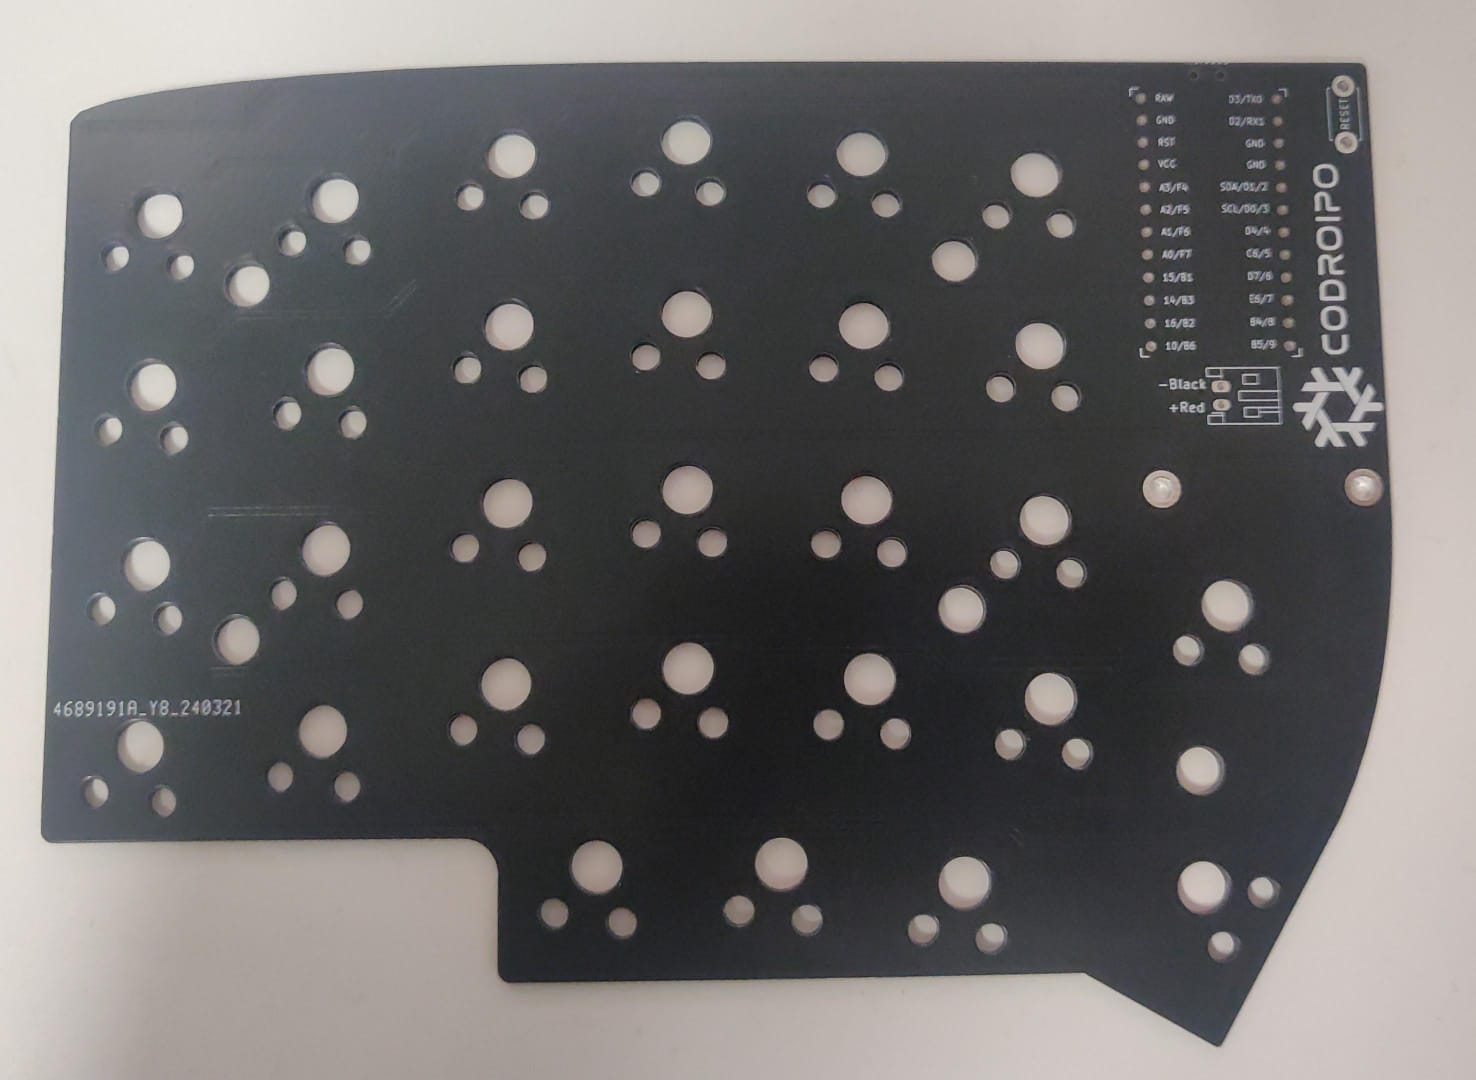 RAW D3/TX0
GND D2/RX1
RST GND
VCC GND
A3/F4 SDA/D1/2
A2/F5 SCL/D0/3
A1/F6 D4/4
A0/F7 C6/5
15/B1 D7/6
14/B3 E6/7
16/B2 B4/8
10/B6 B5/9
RESET
CODROIPO
-Black
+Red
4689191A_Y8_240321